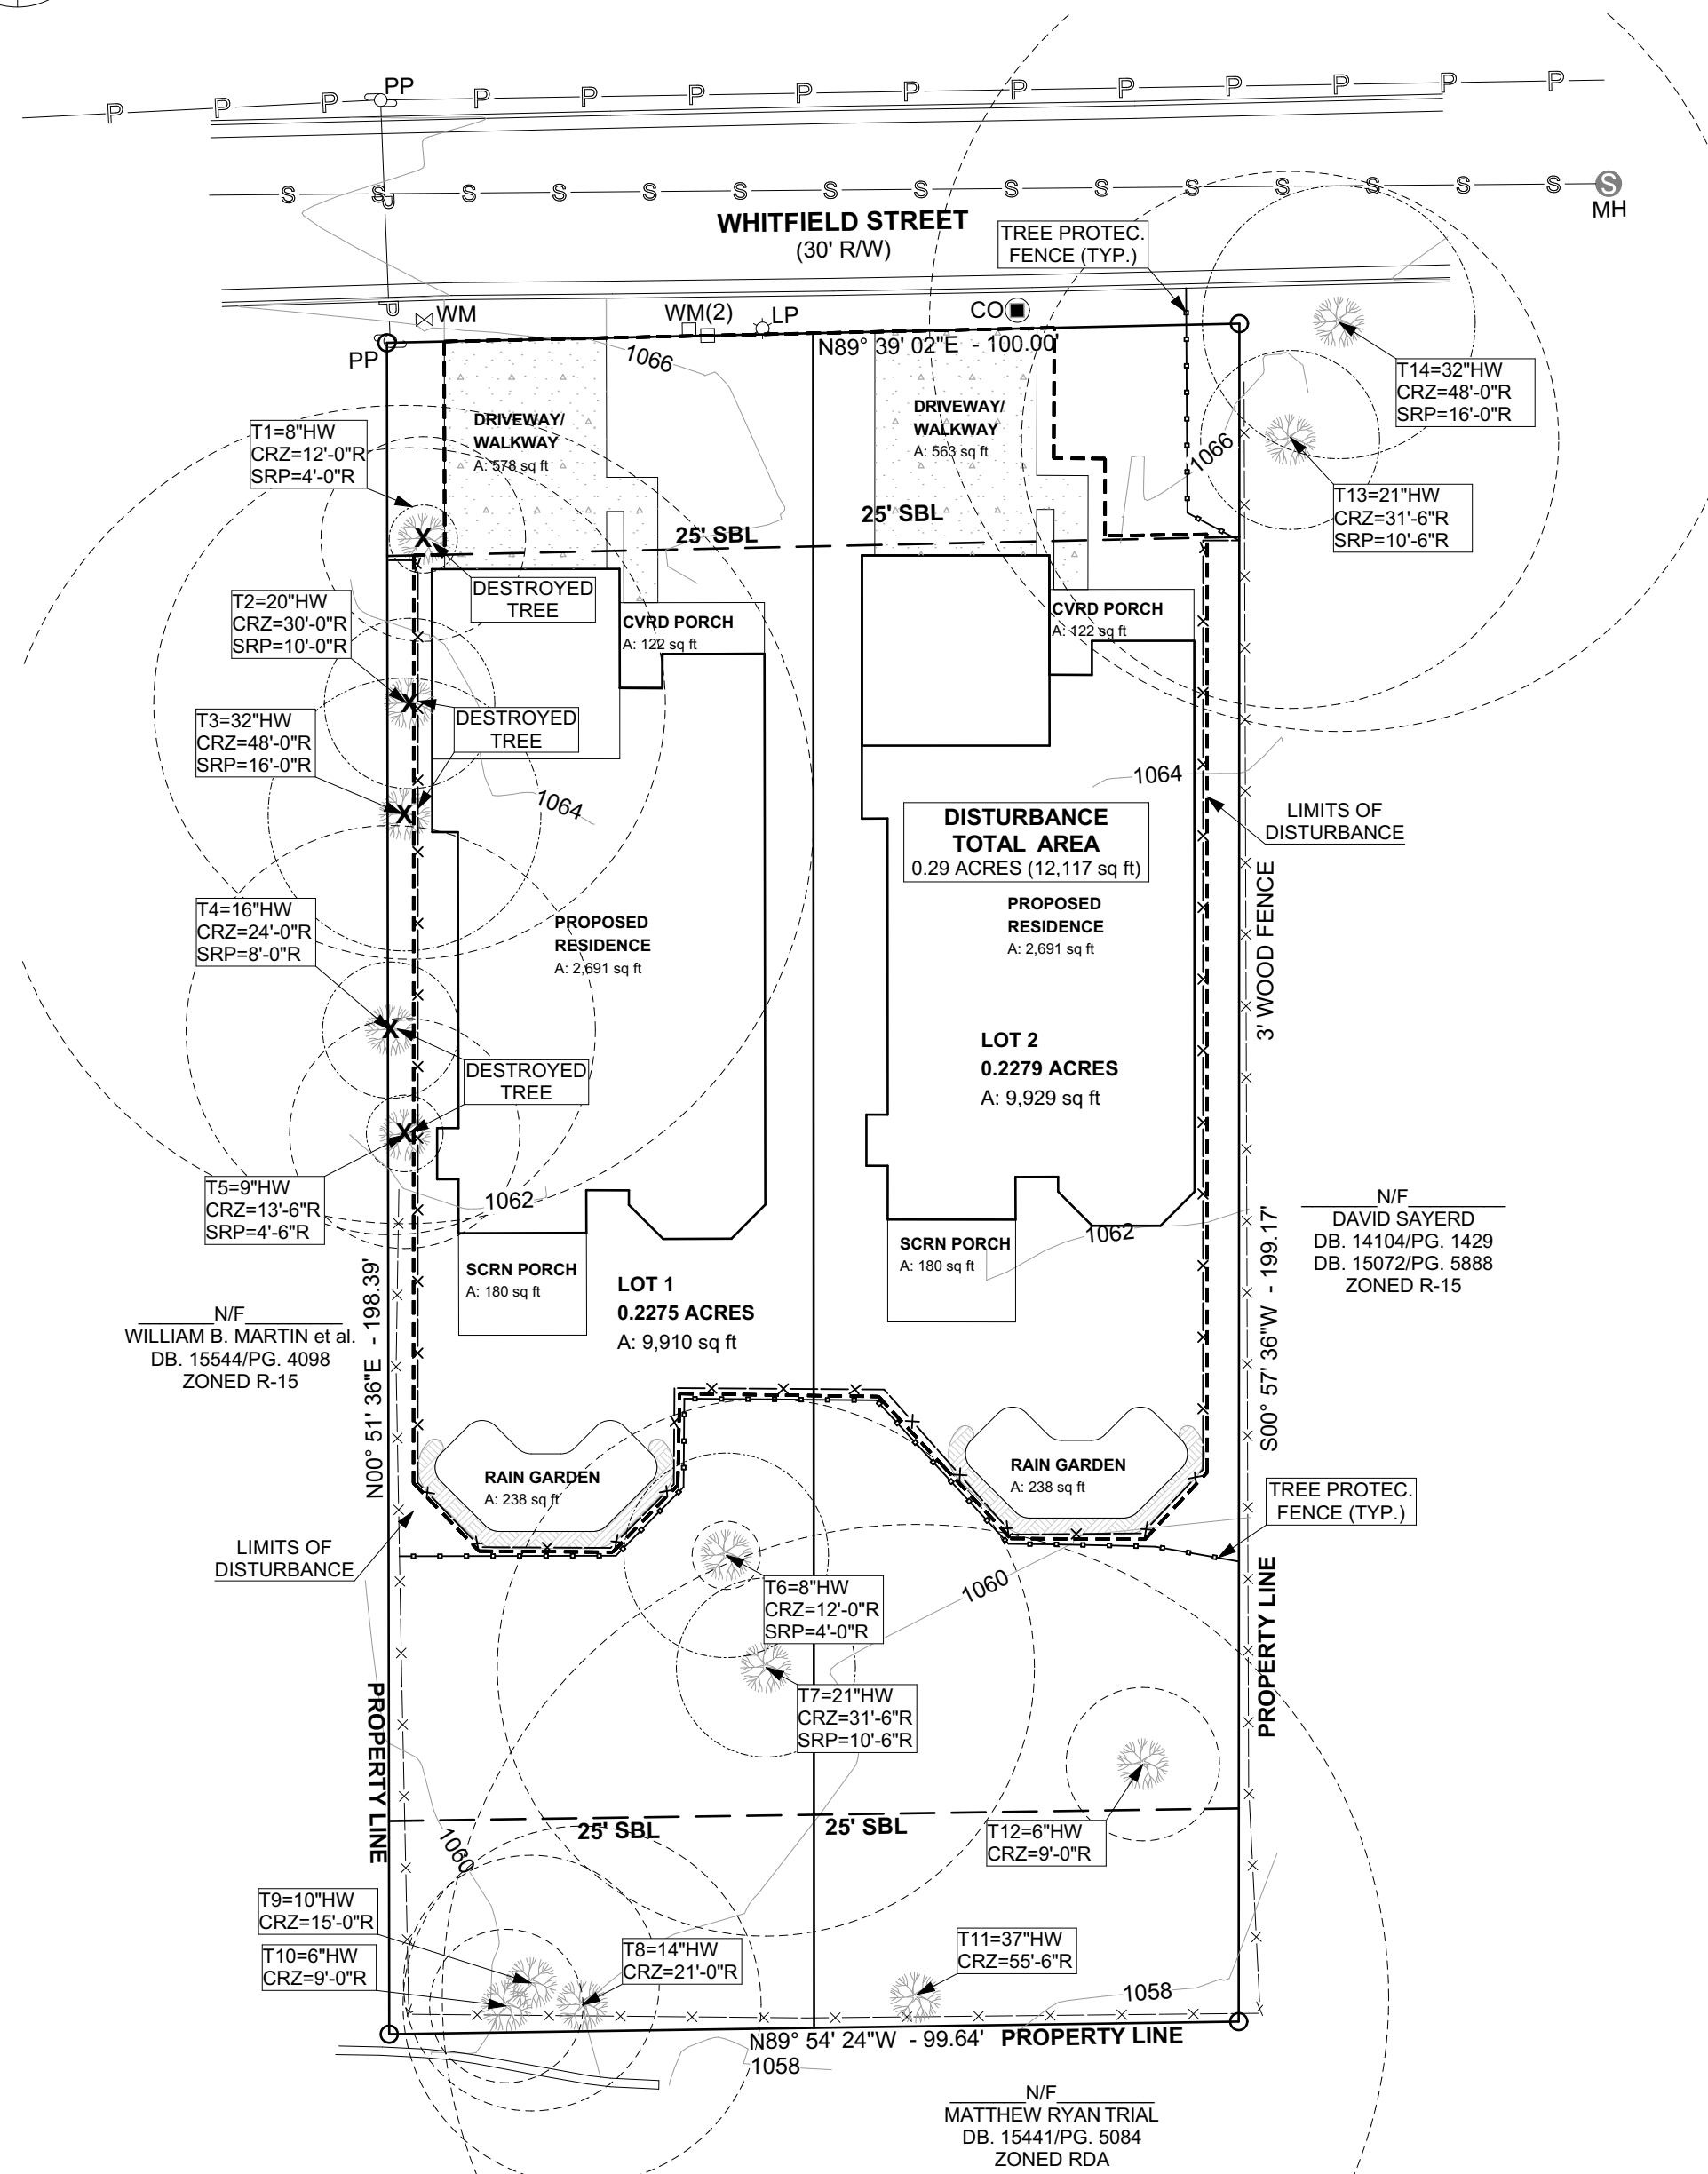 PP
P P P P P P P P P P P P P P
S S S S S S S S S S S S S S S S
P
MH
WHITFIELD STREET
(30' R/W)
TREE PROTEC.
FENCE (TYP.)
P
WM
WM(2)
LP
CO
PP
N89° 39' 02"E - 100.00'
1066
T14=32"HW
CRZ=48'-0"R
SRP=16'-0"R
DRIVEWAY/
WALKWAY
A: 578 sq ft
DRIVEWAY/
WALKWAY
A: 563 sq ft
1066
T1=8"HW
CRZ=12'-0"R
SRP=4'-0"R
T13=21"HW
CRZ=31'-6"R
SRP=10'-6"R
25' SBL
25' SBL
X
DESTROYED
TREE
T2=20"HW
CRZ=30'-0"R
SRP=10'-0"R
CVRD PORCH
A: 122 sq ft
CVRD PORCH
A: 122 sq ft
X
DESTROYED
TREE
T3=32"HW
CRZ=48'-0"R
SRP=16'-0"R
X
1064
1064
DISTURBANCE
TOTAL AREA
0.29 ACRES (12,117 sq ft)
LIMITS OF
DISTURBANCE
T4=16"HW
CRZ=24'-0"R
SRP=8'-0"R
PROPOSED
RESIDENCE
A: 2,691 sq ft
PROPOSED
RESIDENCE
A: 2,691 sq ft
3' WOOD FENCE
X
DESTROYED
TREE
LOT 2
0.2279 ACRES
A: 9,929 sq ft
X
T5=9"HW
CRZ=13'-6"R
SRP=4'-6"R
1062
1062
N/F
DAVID SAYERD
DB. 14104/PG. 1429
DB. 15072/PG. 5888
ZONED R-15
SCRN PORCH
A: 180 sq ft
SCRN PORCH
A: 180 sq ft
LOT 1
0.2275 ACRES
A: 9,910 sq ft
N/F
WILLIAM B. MARTIN et al.
DB. 15544/PG. 4098
ZONED R-15
N00° 51' 36"E - 198.39'
S00° 57' 36"W - 199.17'
RAIN GARDEN
A: 238 sq ft
RAIN GARDEN
A: 238 sq ft
TREE PROTEC.
FENCE (TYP.)
LIMITS OF
DISTURBANCE
T6=8"HW
CRZ=12'-0"R
SRP=4'-0"R
1060
PROPERTY LINE
T7=21"HW
CRZ=31'-6"R
SRP=10'-6"R
PROPERTY LINE
25' SBL
25' SBL
T12=6"HW
CRZ=9'-0"R
1060
T9=10"HW
CRZ=15'-0"R
T10=6"HW
CRZ=9'-0"R
T8=14"HW
CRZ=21'-0"R
T11=37"HW
CRZ=55'-6"R
1058
N89° 54' 24"W - 99.64' PROPERTY LINE
1058
N/F
MATTHEW RYAN TRIAL
DB. 15441/PG. 5084
ZONED RDA